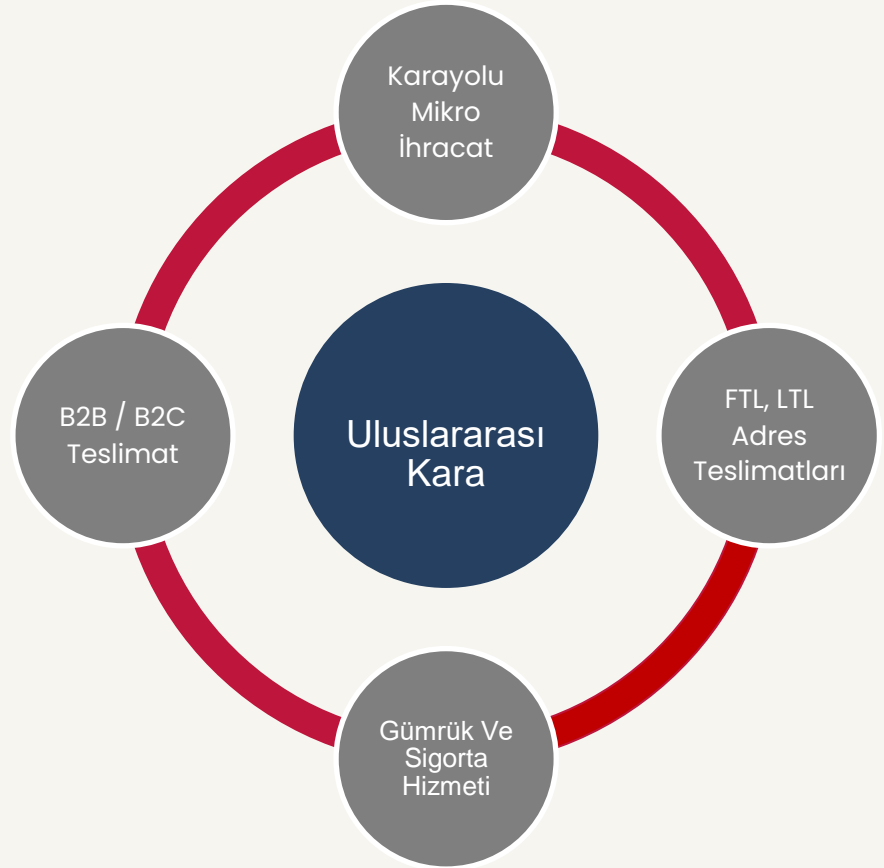 Karayolu
Mikro
İhracat
B2B / B2C
Teslimat
Uluslararası
Kara
FTL, LTL
Adres
Teslimatları
Gümrük Ve
Sigorta
Hizmeti